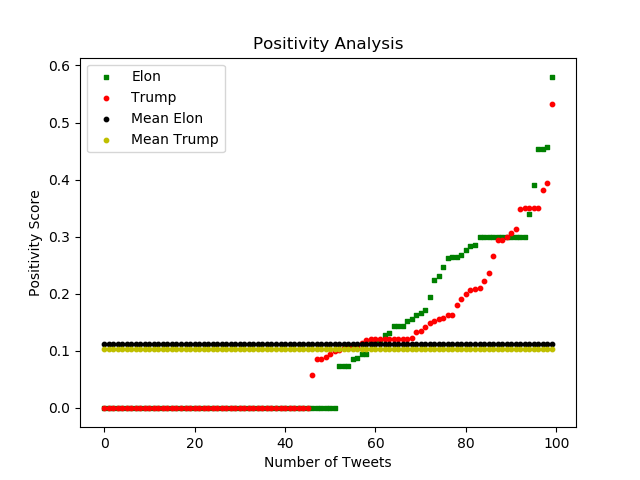 Positivity Analysis
Elon
Trump
Mean Elon
Mean Trump
Positivity Score
0.6
0.5
0.4
0.3
0.2
0.1
0.0
0 20 40 60 80 100
Number of Tweets